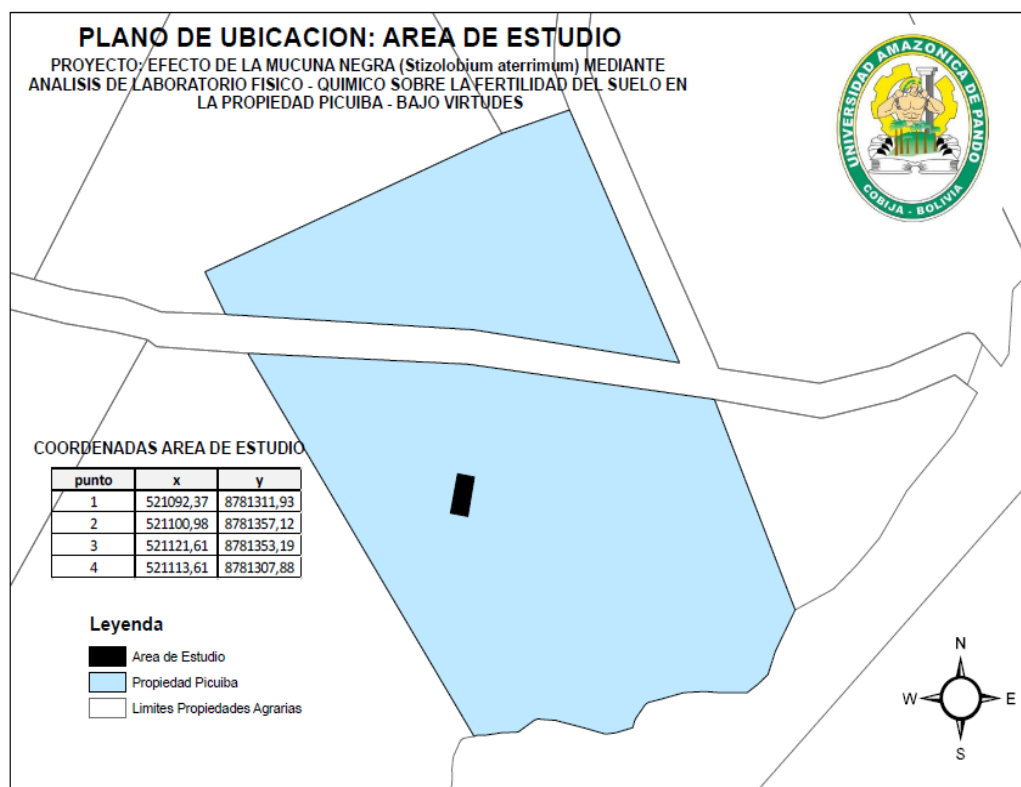 PLANO DE UBICACION: AREA DE ESTUDIO
PROYECTO: EFECTO DE LA MUCUNA NEGRA (Stizolobium aterrimum) MEDIANTE
ANALISIS DE LABORATORIO FISICO - QUIMICO SOBRE LA FERTILIDAD DEL SUELO EN
LA PROPIEDAD PICUIBA - BAJO VIRTUDES
UNIVERSIDAD AMAZONICA DE PANDO
COBIJA - BOLIVIA
COORDENADAS AREA DE ESTUDIO
punto x y
1 521092,37 8781311,93
2 521100,98 8781357,12
3 521121,61 8781353,19
4 521113,61 8781307,88
Leyenda
Area de Estudio
Propiedad Picuiba
Limites Propiedades Agrarias
N
W E
S